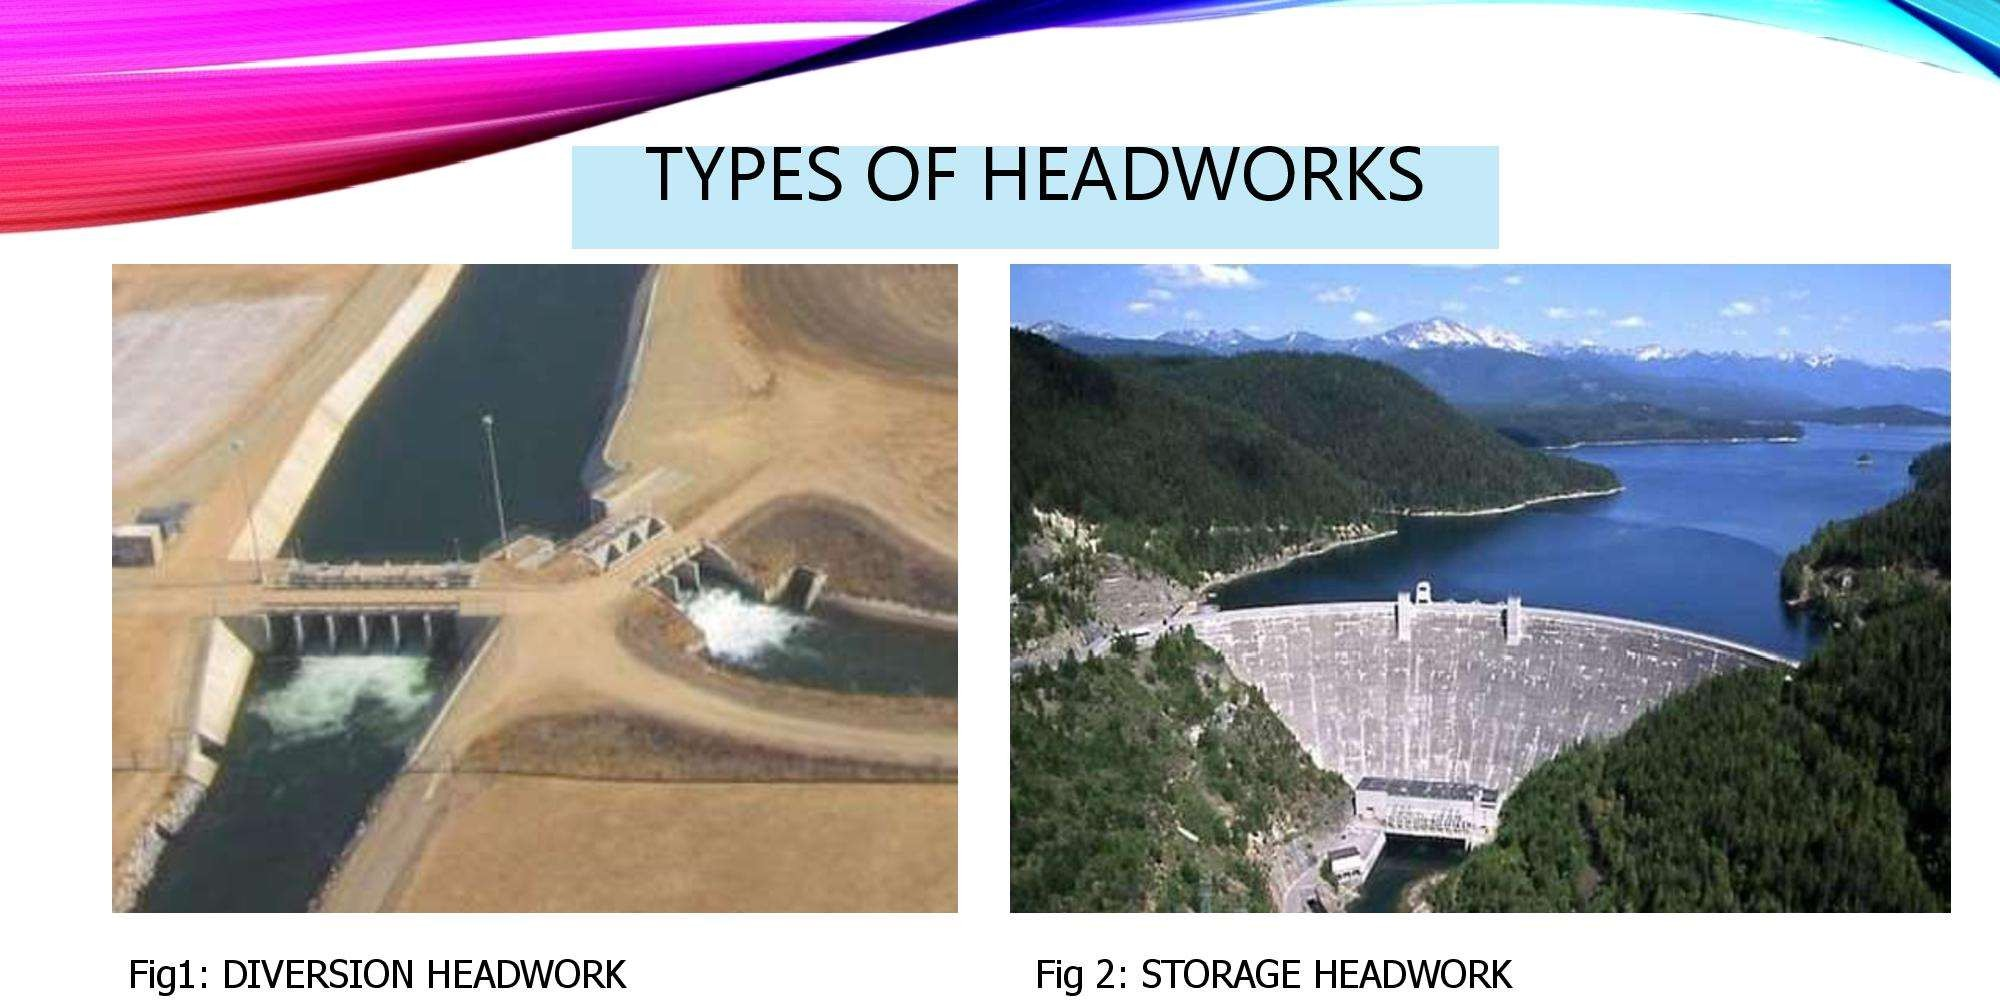 TYPES OF HEADWORKS
Fig1: DIVERSION HEADWORK
Fig 2: STORAGE HEADWORK